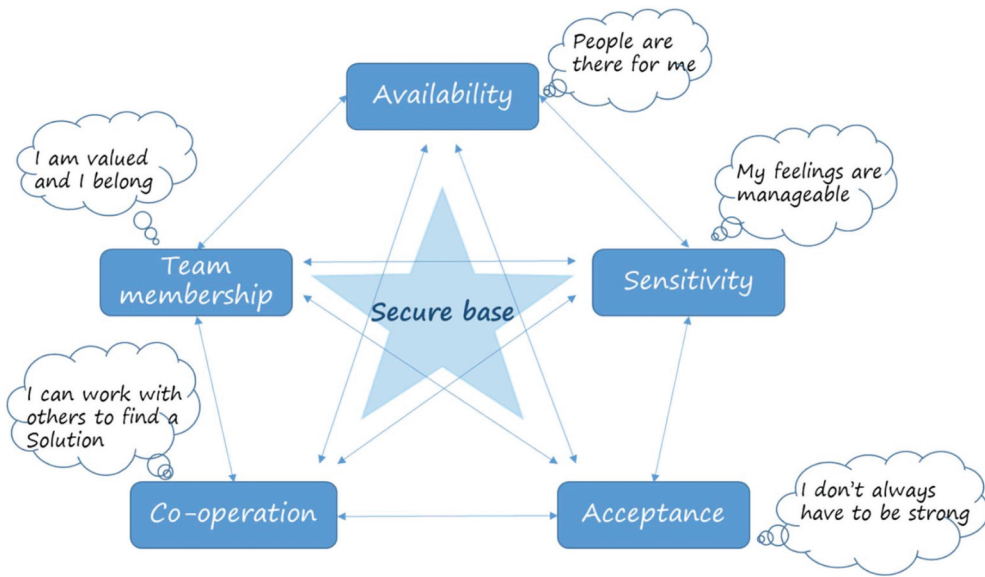 People are
there for me
Availability
I am valued
and I belong
My feelings are
manageable
Team
membership
Sensitivity
Secure base
I can work with
others to find a
Solution
I don't always
have to be strong
Co-operation
Acceptance